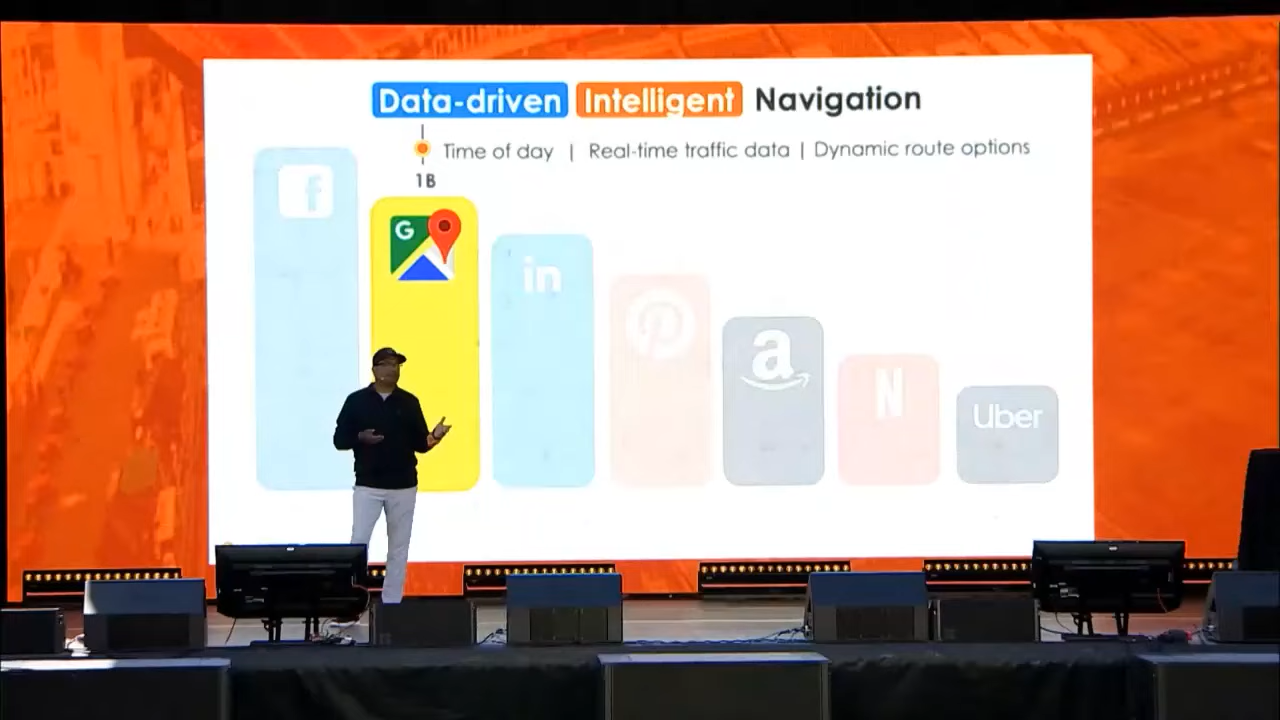 Data-driven Intelligent Navigation
Time of day | Real-time traffic data | Dynamic route options
1B
f
G
in
P
a
N
Uber